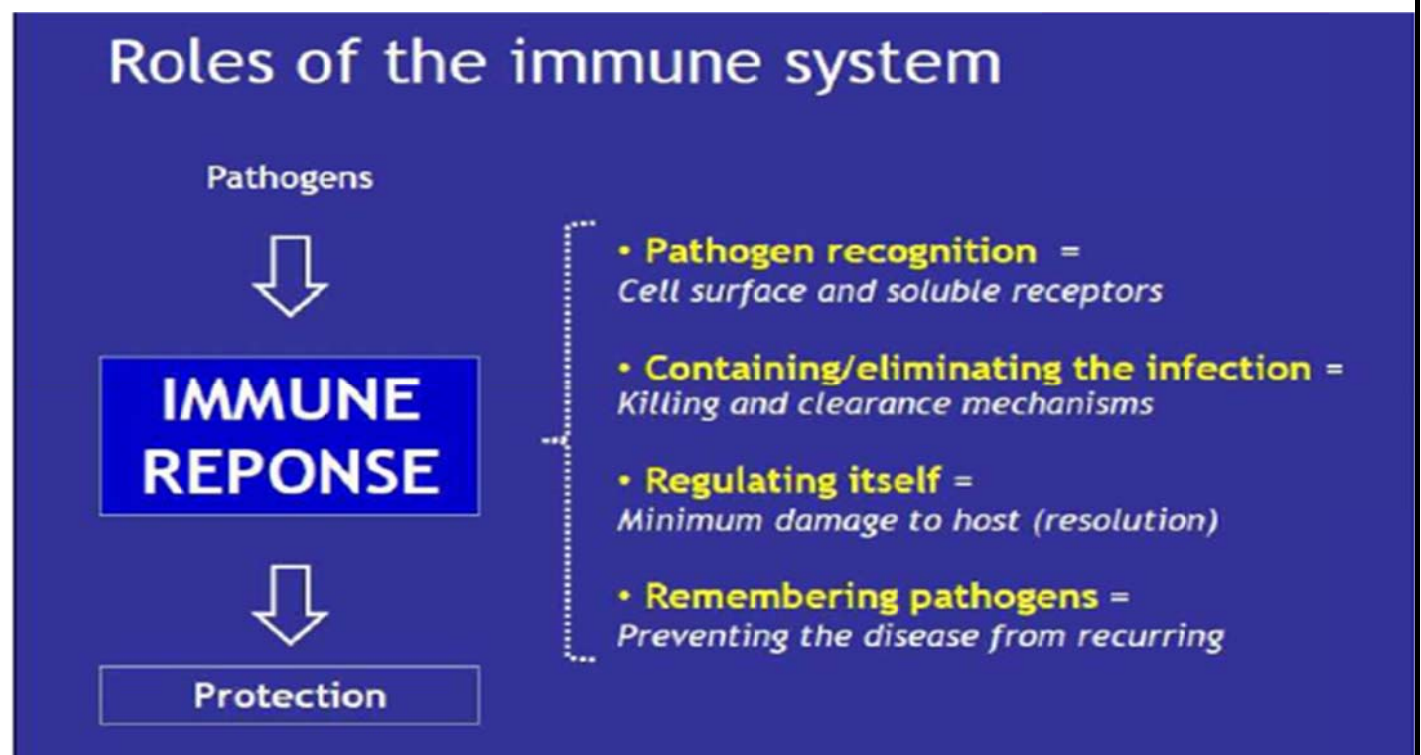 Roles of the immune system
Pathogens
IMMUNE
REPONSE
Protection
• Pathogen recognition =
Cell surface and soluble receptors
• Containing/eliminating the infection =
Killing and clearance mechanisms
• Regulating itself =
Minimum damage to host (resolution)
• Remembering pathogens =
Preventing the disease from recurring